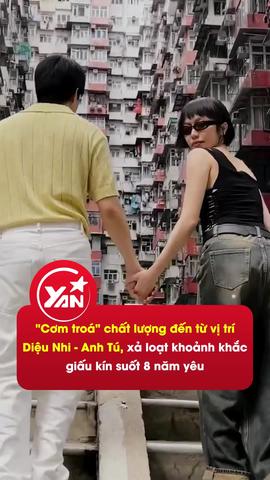 YAN
"Cơm troá" chất lượng đến từ vị trí
Diệu Nhi - Anh Tú, xả loạt khoảnh khắc
giấu kín suốt 8 năm yêu